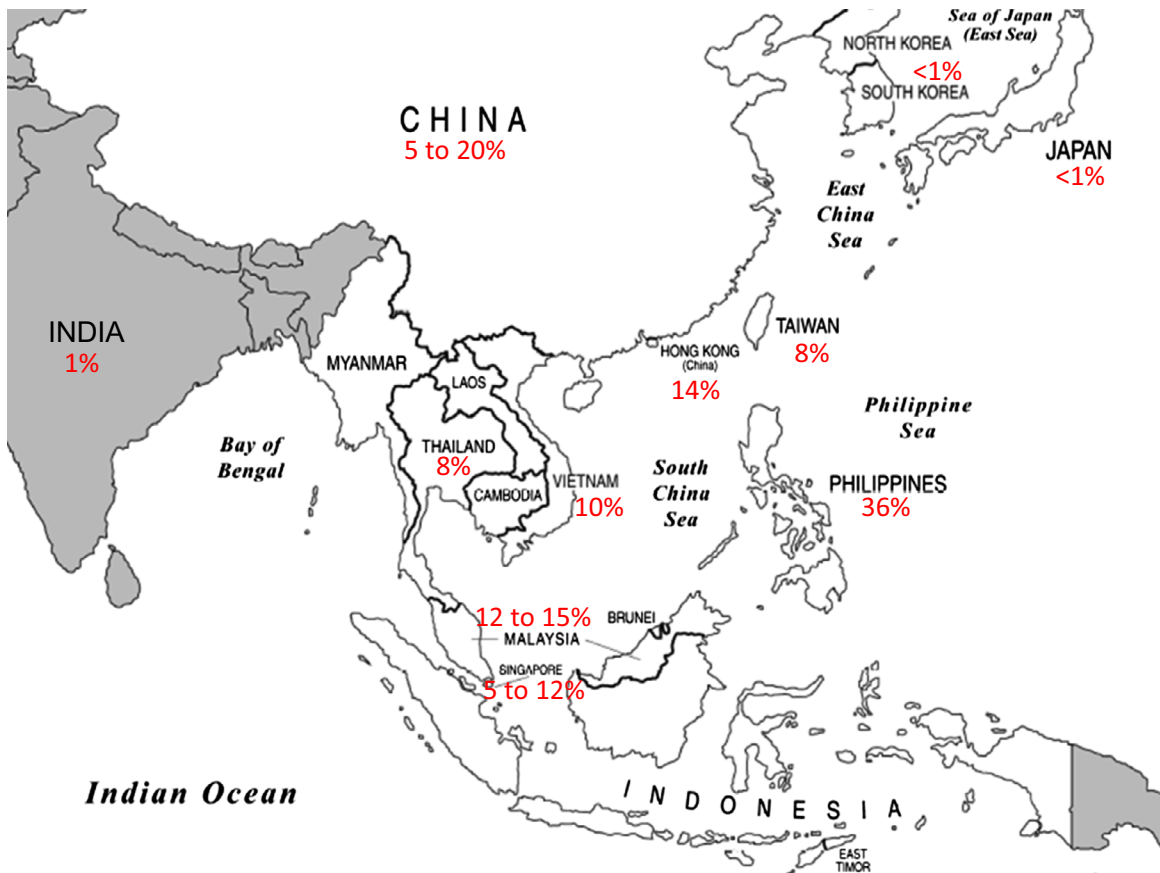 Sea of Japan
(East Sea)
NORTH KOREA
<1%
SOUTH KOREA
CHINA
5 to 20%
JAPAN
<1%
East
China
Sea
INDIA
1%
MYANMAR
LAOS
HONG KONG
(China)
14%
TAIWAN
8%
Bay of
Bengal
THAILAND
8%
VIETNAM
10%
CAMBODIA
South
China
Sea
Philippine
Sea
PHILIPPINES
36%
12 to 15%
MALAYSIA
BRUNEI
SINGAPORE
5 to 12%
Indian Ocean
INDONESIA
EAST
TIMOR